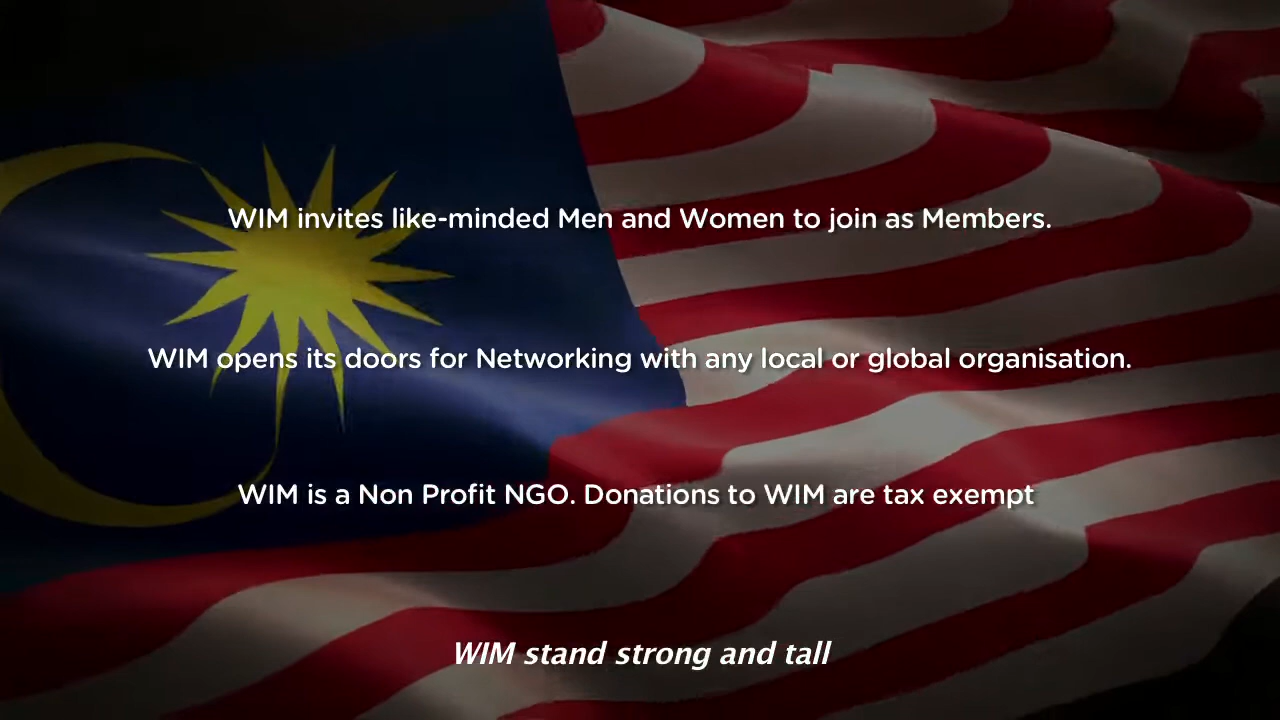 WIM invites like-minded Men and Women to join as Members.
WIM opens its doors for Networking with any local or global organisation.
WIM is a Non Profit NGO. Donations to WIM are tax exempt
WIM stand strong and tall